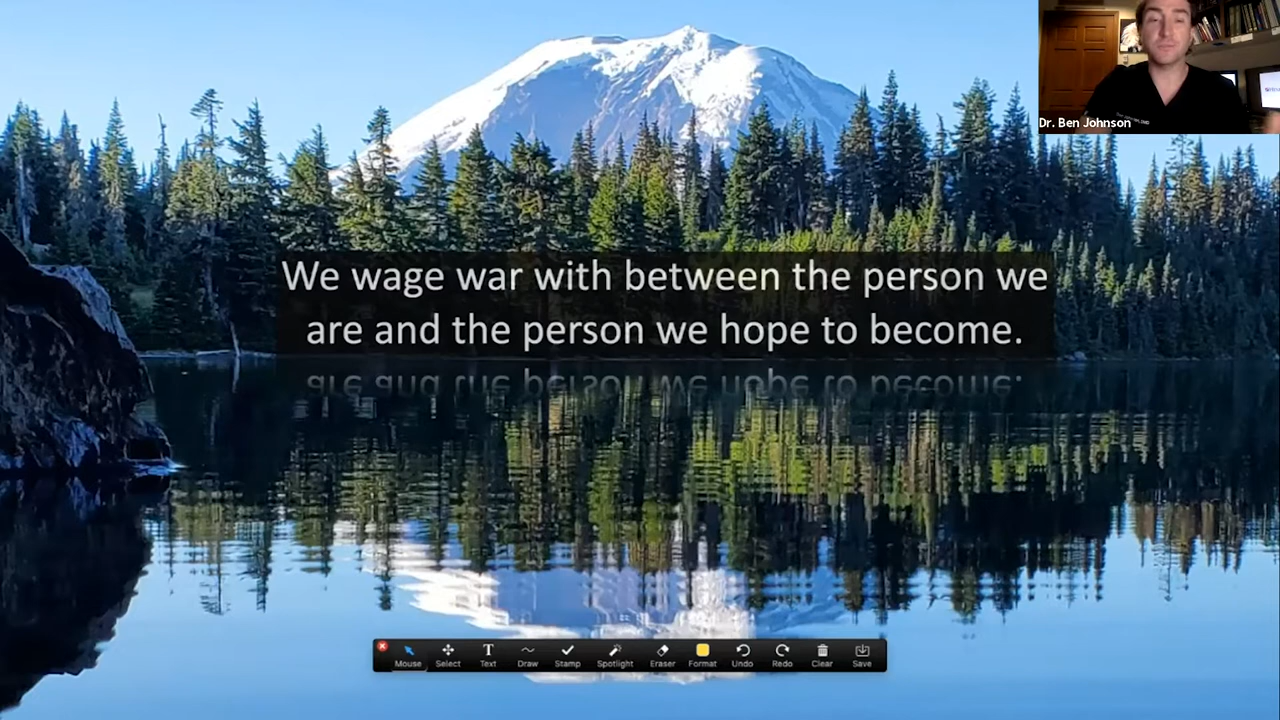 Dr. Ben Johnson
We wage war with between the person we
are and the person we hope to become.
Mouse Select Text Draw Stamp Spotlight Eraser Format Undo Redo Clear Save